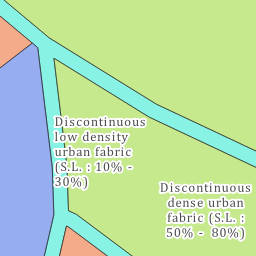 Discontinuous
low density
urban fabric
(S.L. : 10% -
30%)
Discontinuous
dense urban
fabric (S.L. :
50% - 80%)